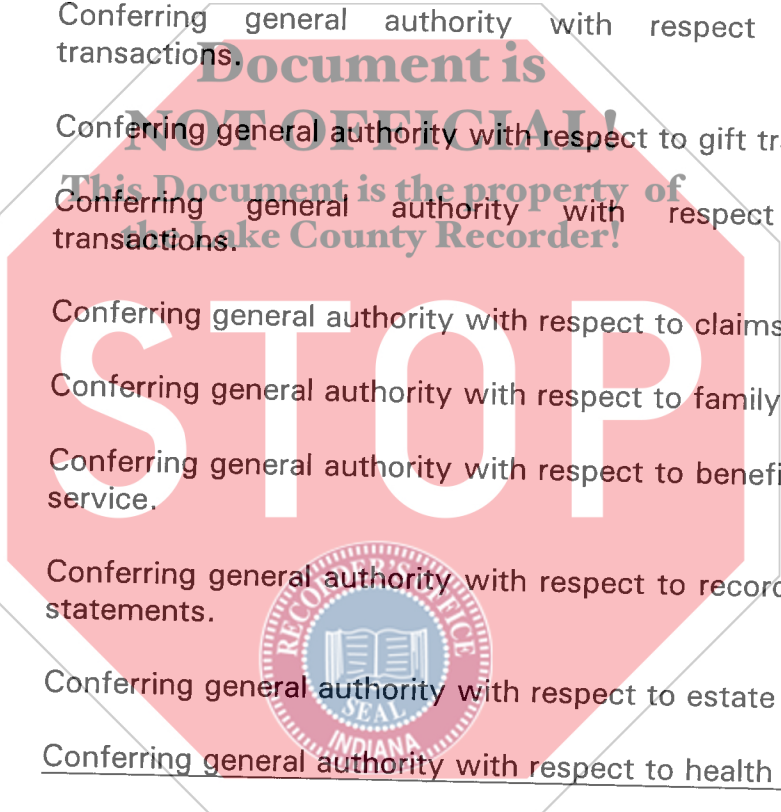 Conferring general authority with respect
transactions.
Document is
NOT OFFICIAL!
Conferring general authority with respect to gift
This Document is the property of
Conferring general authority with respect
the Lake County Recorder!
transactions.
STOP
Conferring general authority with respect to claims
Conferring general authority with respect to family
Conferring general authority with respect to
service.
Conferring general authority with respect to
statements.
RECORDER'S OFFICE
SEAL
INDIANA
Conferring general authority with respect to estate
Conferring general authority with respect to health